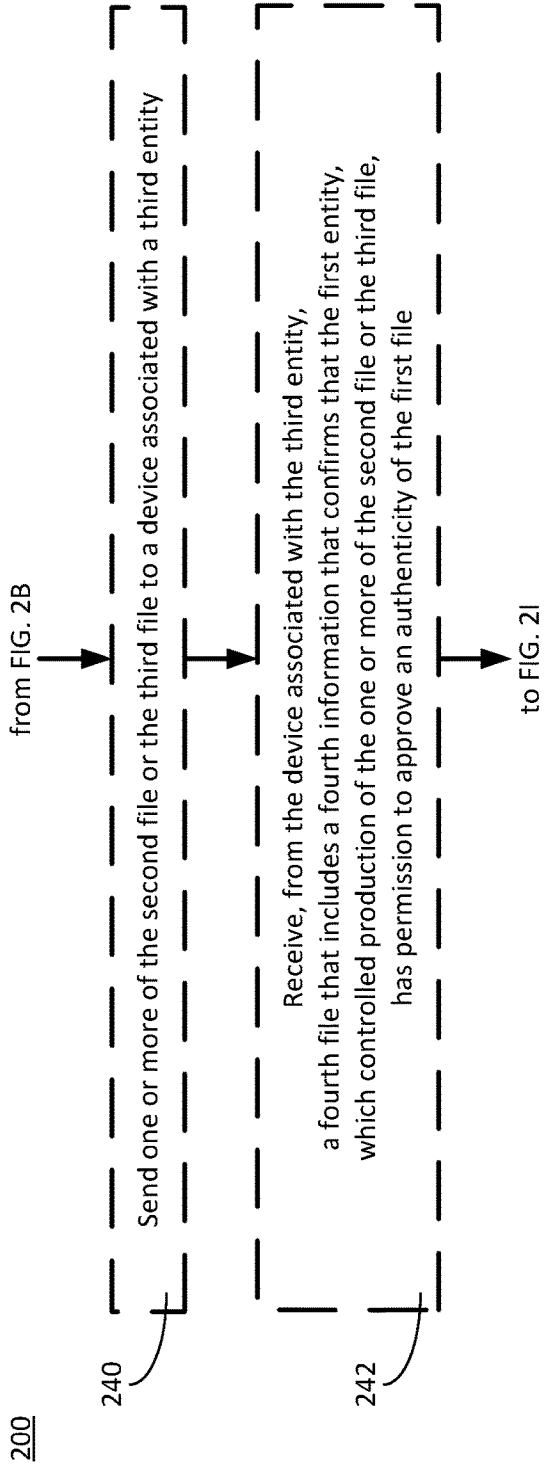 200
from FIG. 2B
240
Send one or more of the second file or the third file to a device associated with a third entity
242
Receive, from the device associated with the third entity,
a fourth file that includes a fourth information that confirms that the first entity,
which controlled production of the one or more of the second file or the third file,
has permission to approve an authenticity of the first file
to FIG. 2I